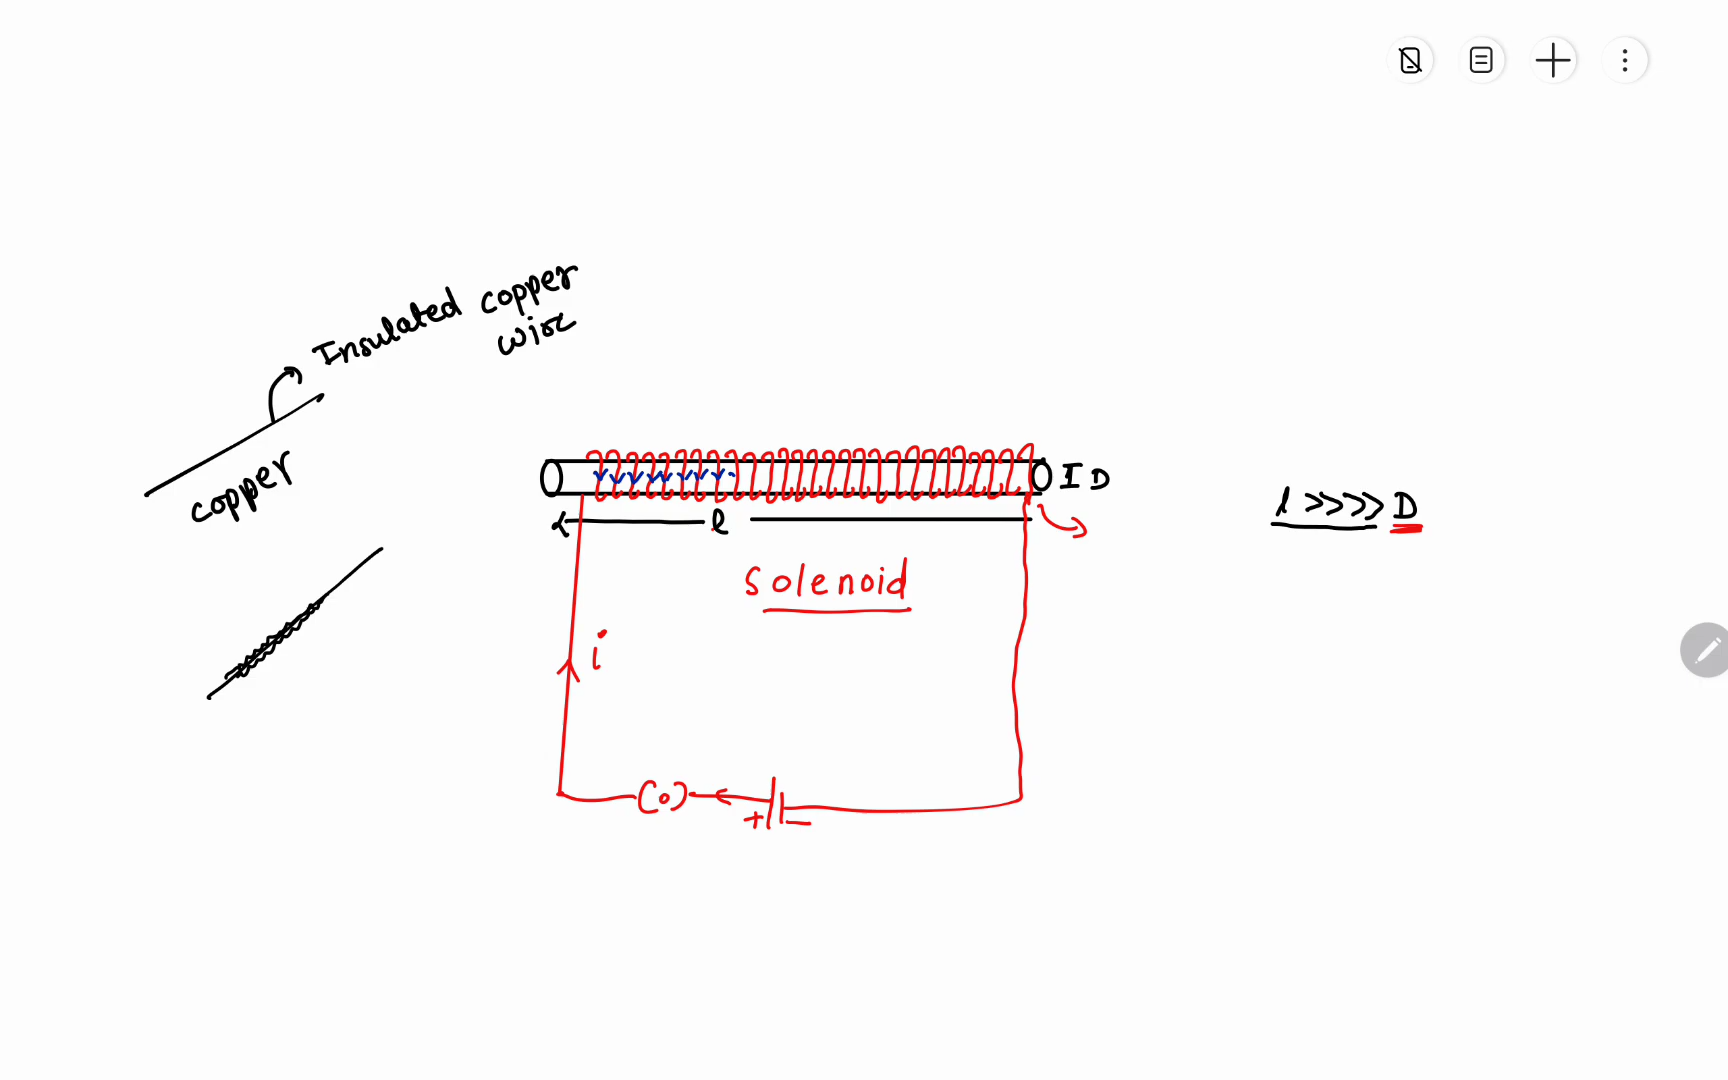 Insulated copper
wire
copper
I D
l
l >>>> D
Solenoid
i
(o)
+ -